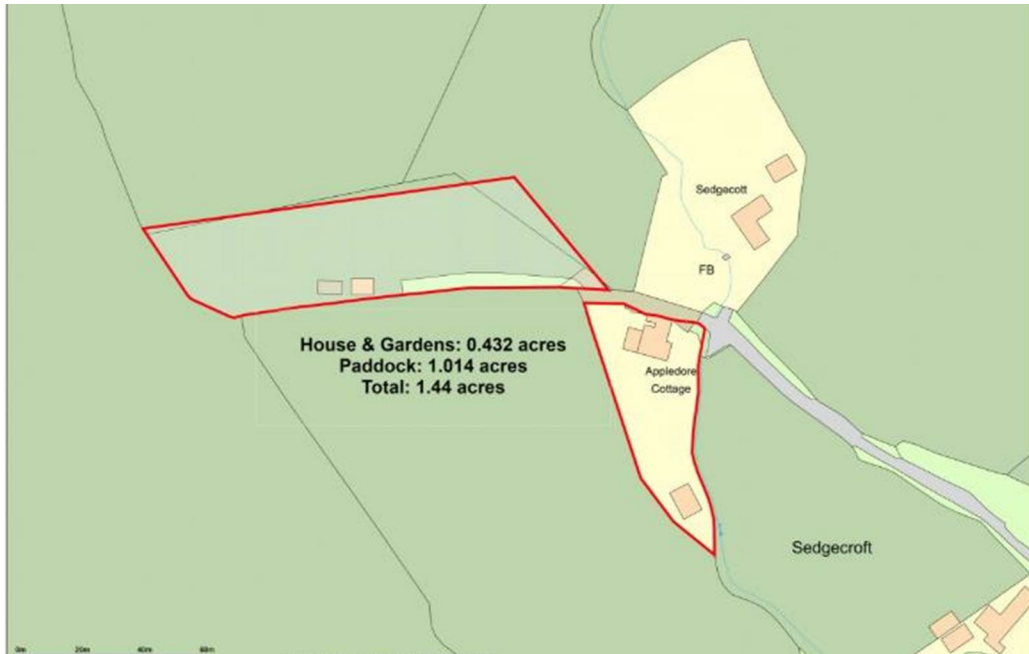 Sedgecott
FB
House & Gardens: 0.432 acres
Paddock: 1.014 acres
Total: 1.44 acres
Appledore
Cottage
Sedgecroft
0m 20m 40m 60m